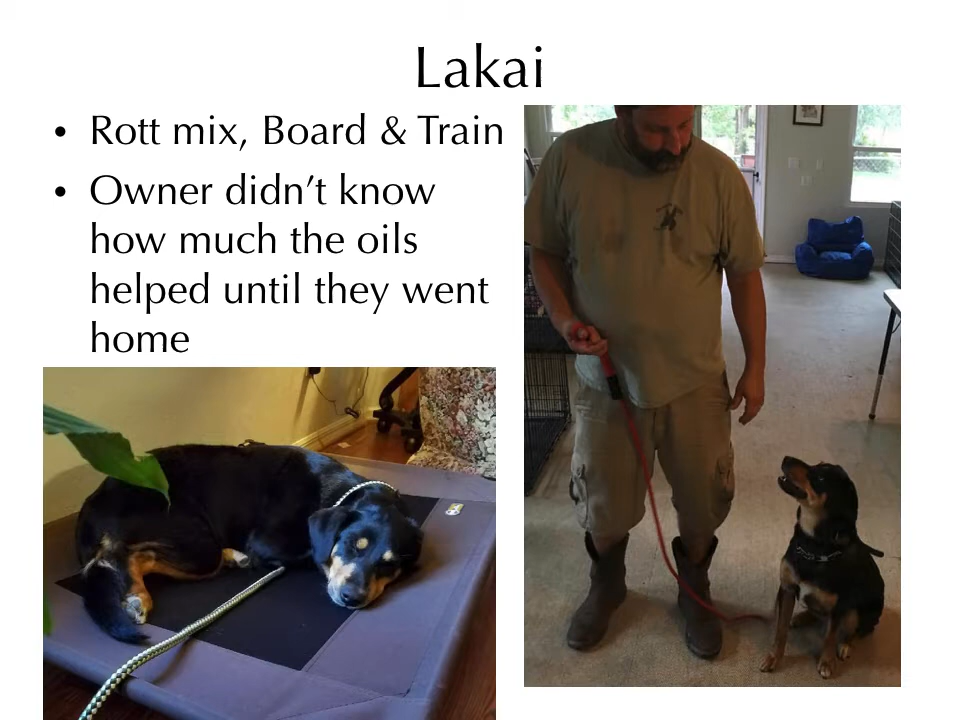 Lakai
• Rott mix, Board & Train
• Owner didn’t know
how much the oils
helped until they went
home